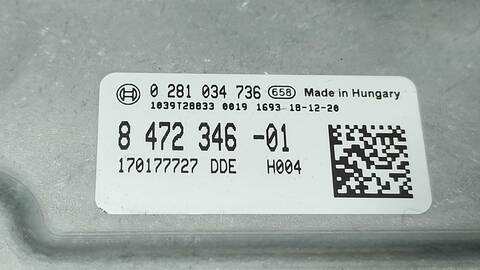 0 281 034 736 658 Made in Hungary
1039T28033 0019 1693 18-12-20
8 472 346 -01
170177727 DDE H004